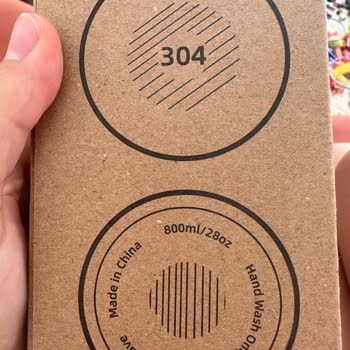 304
800ml/28oz
Made in China
Hand Wash